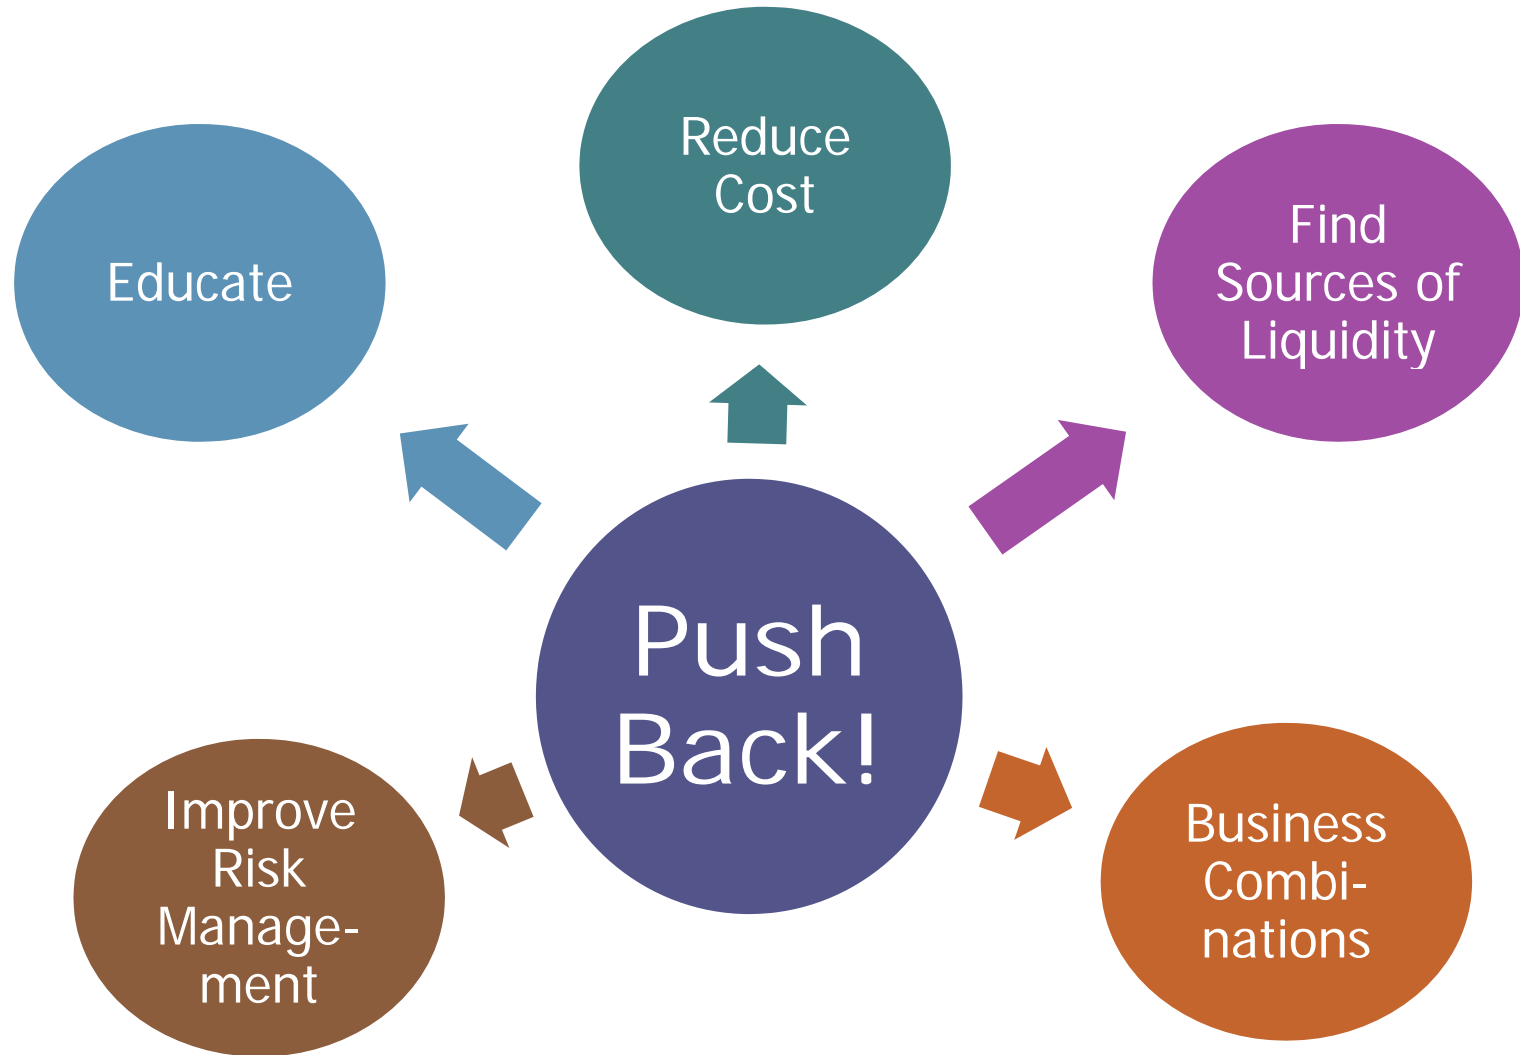 Reduce
Cost
Educate
Find
Sources of
Liquidity
Push
Back!
Improve
Risk
Manage-
ment
Business
Combi-
nations